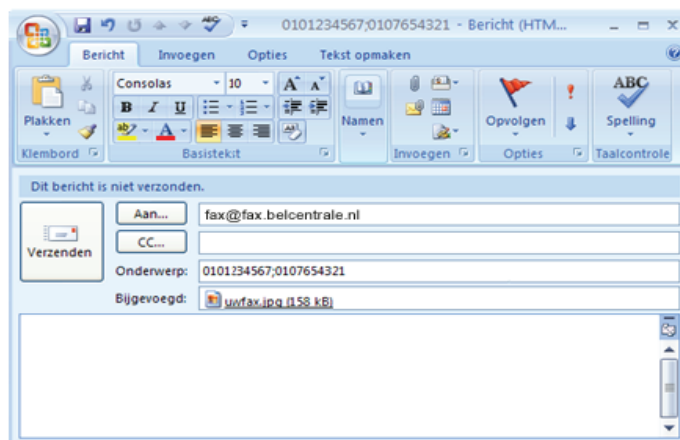 0101234567;0107654321 - Bericht (HTM...
Bericht Invoegen Opties Tekst opmaken
Plakken
Klembord
Consolas 10
B I U
ab A
Basistekst
Namen
Invoegen
Opvolgen
Opties
ABC
Spelling
Taalcontrole
Dit bericht is niet verzonden.
Verzenden
Aan... fax@fax.belcentrale.nl
CC...
Onderwerp: 0101234567;0107654321
Bijgevoegd: uwfax.jpg (158 kB)